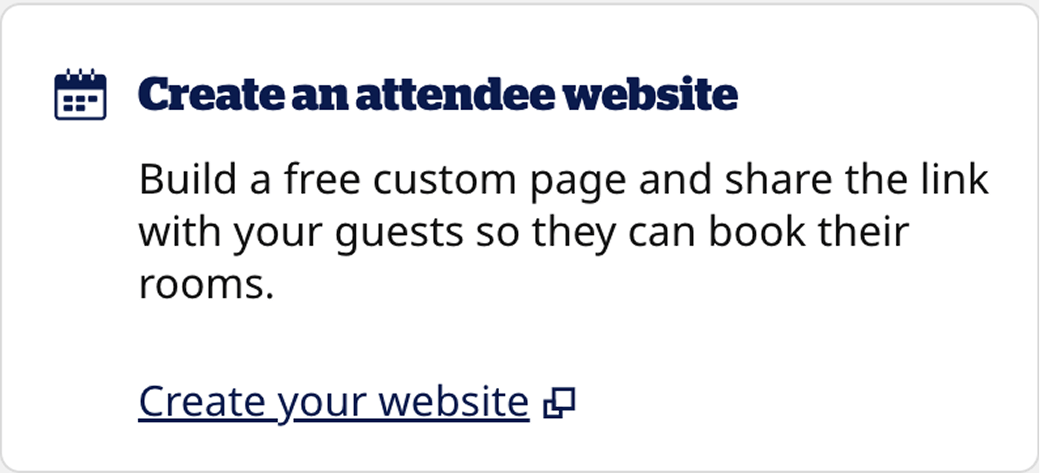 Create an attendee website
Build a free custom page and share the link
with your guests so they can book their
rooms.
Create your website